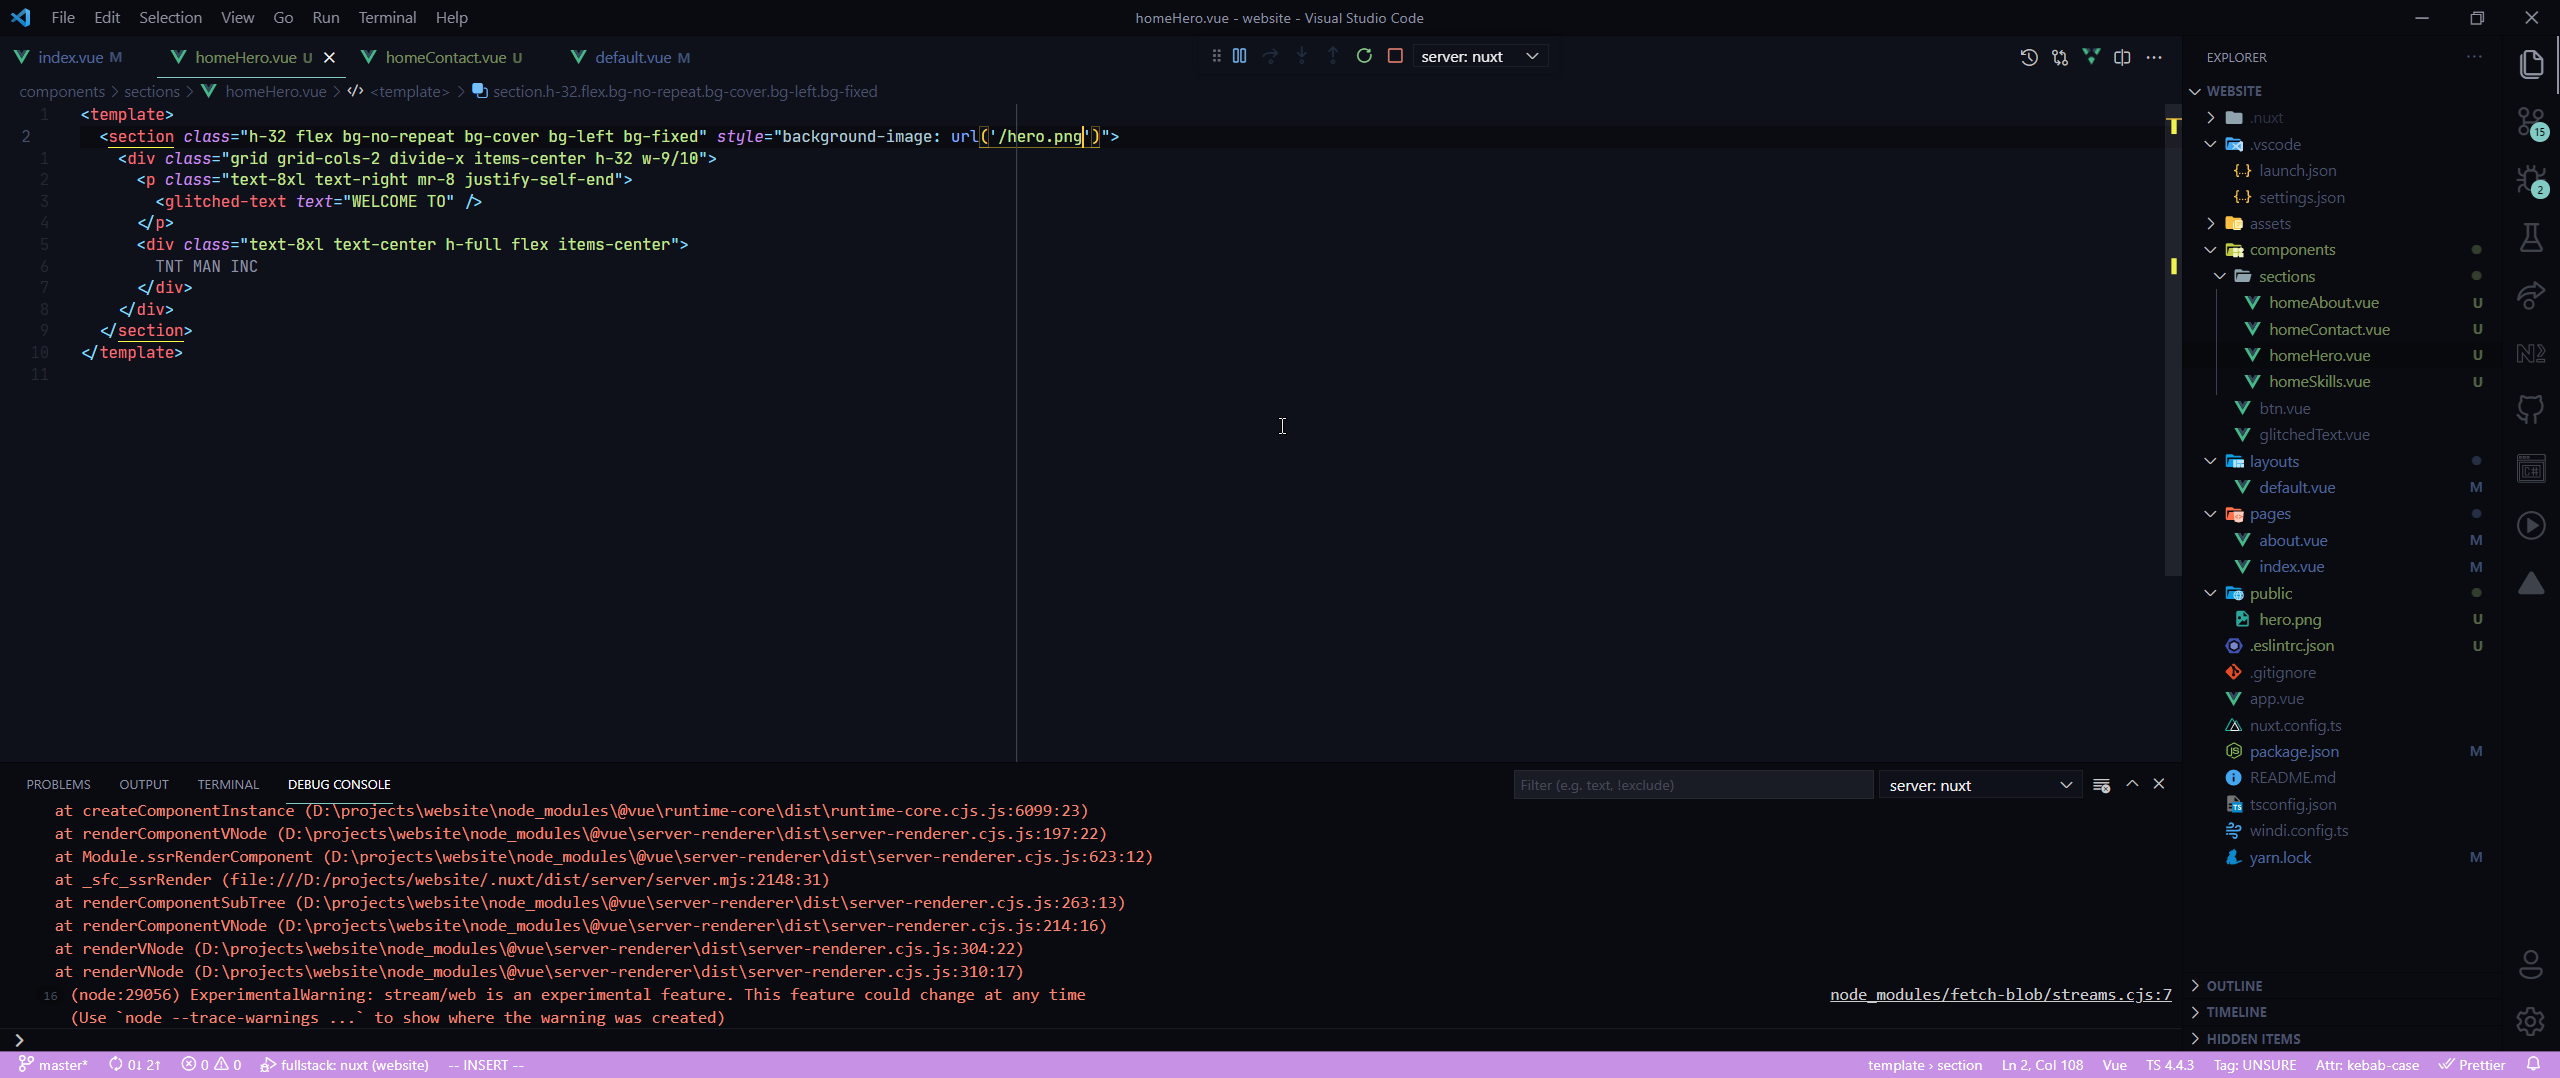 File Edit Selection View Go Run Terminal Help
homeHero.vue - website - Visual Studio Code
index.vue M
homeHero.vue U
homeContact.vue U
default.vue M
server: nuxt
components > sections > homeHero.vue > <template> > section.h-32.flex.bg-no-repeat.bg-cover.bg-left.bg-fixed
1 <template>
2 <section class="h-32 flex bg-no-repeat bg-cover bg-left bg-fixed" style="background-image: url('/hero.png')">
1 <div class="grid grid-cols-2 divide-x items-center h-32 w-9/10">
2 <p class="text-8xl text-right mr-8 justify-self-end">
3 <glitched-text text="WELCOME TO" />
4 </p>
5 <div class="text-8xl text-center h-full flex items-center">
6 TNT MAN INC
7 </div>
8 </div>
9 </section>
10 </template>
11
PROBLEMS OUTPUT TERMINAL DEBUG CONSOLE
Filter (e.g. text, !exclude)
server: nuxt
at createComponentInstance (D:\projects\website\node_modules\@vue\runtime-core\dist\runtime-core.cjs.js:6099:23)
at renderComponentVNode (D:\projects\website\node_modules\@vue\server-renderer\dist\server-renderer.cjs.js:197:22)
at Module.ssrRenderComponent (D:\projects\website\node_modules\@vue\server-renderer\dist\server-renderer.cjs.js:623:12)
at _sfc_ssrRender (file:///D:/projects/website/.nuxt/dist/server/server.mjs:2148:31)
at renderComponentSubTree (D:\projects\website\node_modules\@vue\server-renderer\dist\server-renderer.cjs.js:263:13)
at renderComponentVNode (D:\projects\website\node_modules\@vue\server-renderer\dist\server-renderer.cjs.js:214:16)
at renderVNode (D:\projects\website\node_modules\@vue\server-renderer\dist\server-renderer.cjs.js:304:22)
at renderVNode (D:\projects\website\node_modules\@vue\server-renderer\dist\server-renderer.cjs.js:310:17)
16 (node:29056) ExperimentalWarning: stream/web is an experimental feature. This feature could change at any time
node_modules/fetch-blob/streams.cjs:7
(Use `node --trace-warnings ...` to show where the warning was created)
EXPLORER
WEBSITE
.nuxt
.vscode
launch.json
settings.json
assets
components
sections
homeAbout.vue U
homeContact.vue U
homeHero.vue U
homeSkills.vue U
btn.vue
glitchedText.vue
layouts
default.vue M
pages
about.vue M
index.vue M
public
hero.png U
.eslintrc.json U
.gitignore
app.vue
nuxt.config.ts
package.json M
README.md
tsconfig.json
windi.config.ts
yarn.lock M
OUTLINE
TIMELINE
HIDDEN ITEMS
15
2
master* 0↓ 2↑ 0 0 fullstack: nuxt (website) -- INSERT --
template › section Ln 2, Col 108 Vue TS 4.4.3 Tag: UNSURE Attr: kebab-case Prettier